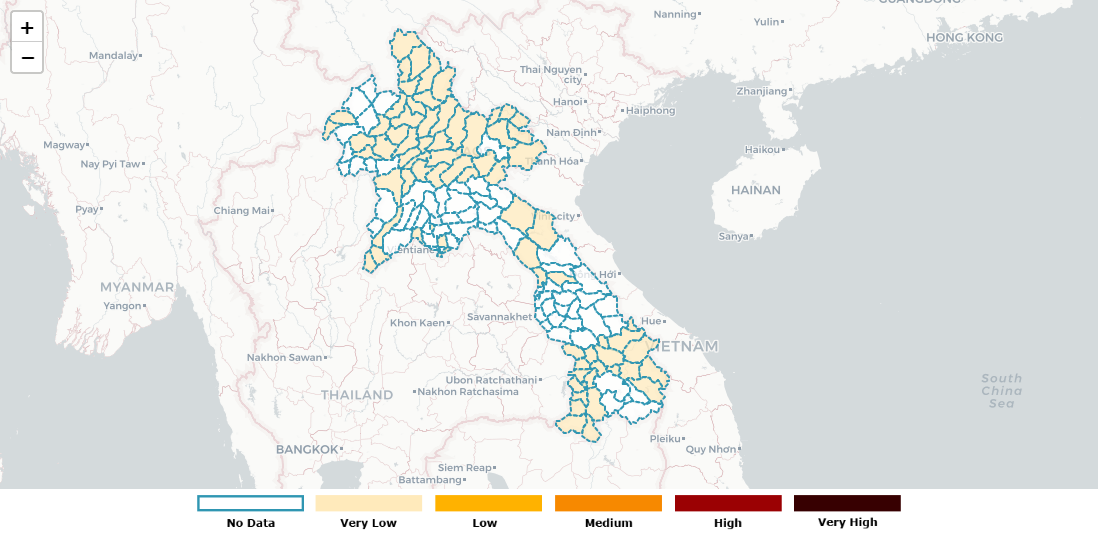 +
−
Nanning
Yulin
GUANGDONG
HONG KONG
Mandalay
Thai Nguyen
city
Zhanjiang
Hanoi
Haiphong
Magway
Nam Dinh
Haikou
Nay Pyi Taw
Thanh Hóa
HAINAN
Pyay
Chiang Mai
city
Sanya
Hới
MYANMAR
Yangon
Savannakhet
Khon Kaen
Hue
VIETNAM
Nakhon Sawan
Ubon Ratchathani
South
China
Sea
THAILAND
Nakhon Ratchasima
Pleiku
Quy Nhơn
BANGKOK
Siem Reap
Battambang
No Data
Very Low
Low
Medium
High
Very High